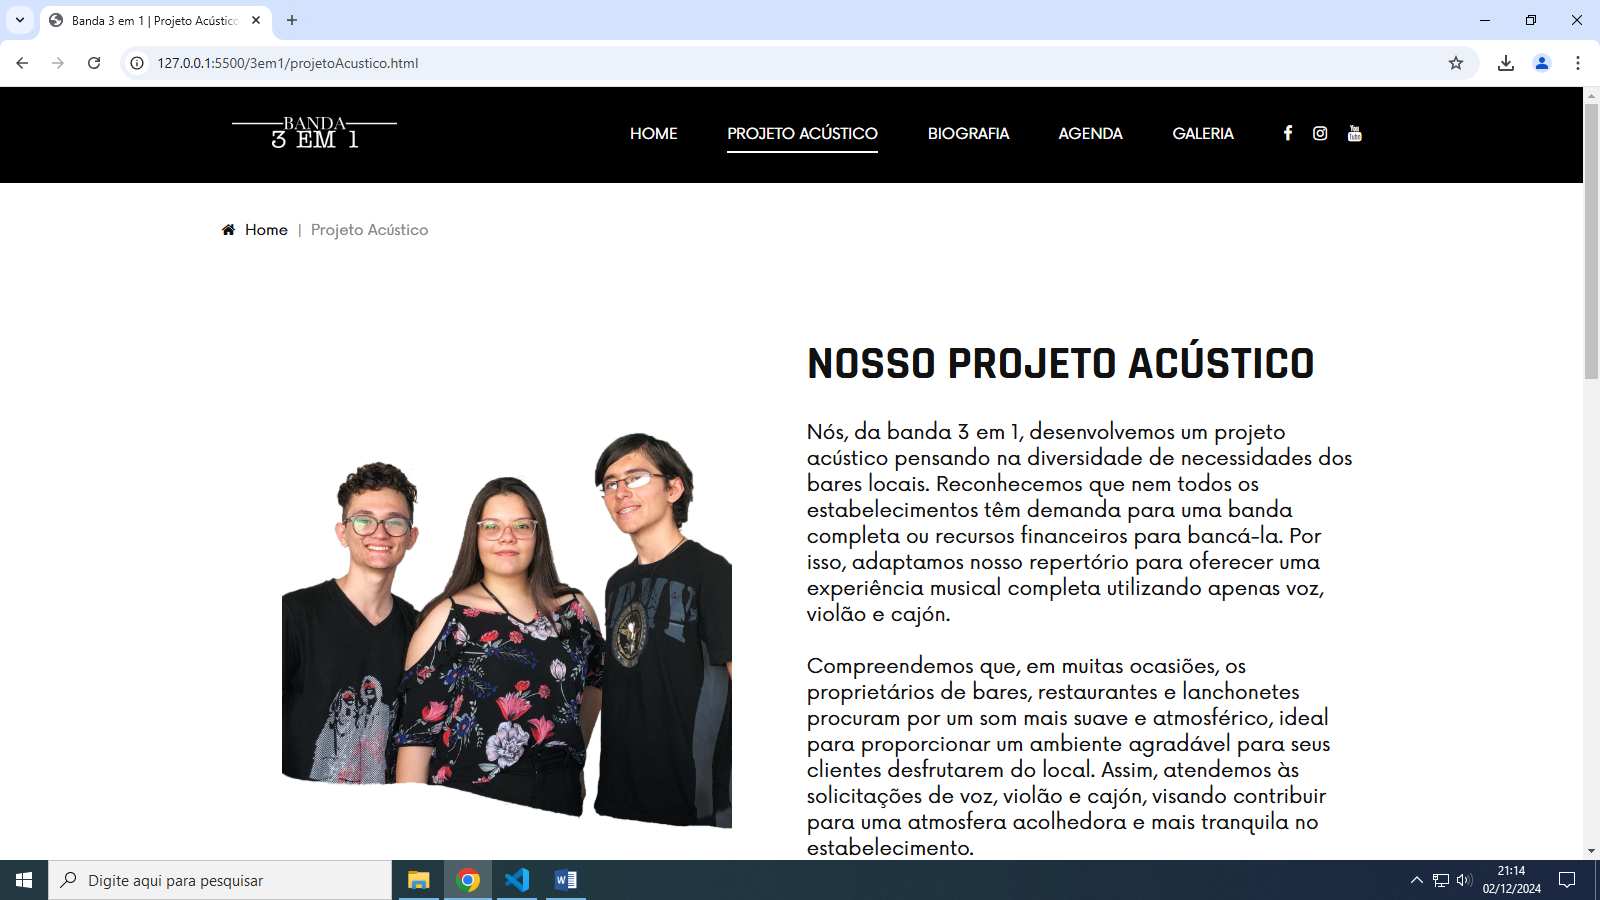 Banda 3 em 1 | Projeto Acústico
127.0.0.1:5500/3em1/projetoAcustico.html
BANDA
3 EM 1
HOME PROJETO ACÚSTICO BIOGRAFIA AGENDA GALERIA
You
Tube
Home | Projeto Acústico
NOSSO PROJETO ACÚSTICO
Nós, da banda 3 em 1, desenvolvemos um projeto
acústico pensando na diversidade de necessidades dos
bares locais. Reconhecemos que nem todos os
estabelecimentos têm demanda para uma banda
completa ou recursos financeiros para bancá-la. Por
isso, adaptamos nosso repertório para oferecer uma
experiência musical completa utilizando apenas voz,
violão e cajón.
Compreendemos que, em muitas ocasiões, os
proprietários de bares, restaurantes e lanchonetes
procuram por um som mais suave e atmosférico, ideal
para proporcionar um ambiente agradável para seus
clientes desfrutarem do local. Assim, atendemos às
solicitações de voz, violão e cajón, visando contribuir
para uma atmosfera acolhedora e mais tranquila no
estabelecimento.
Digite aqui para pesquisar
21:14
02/12/2024